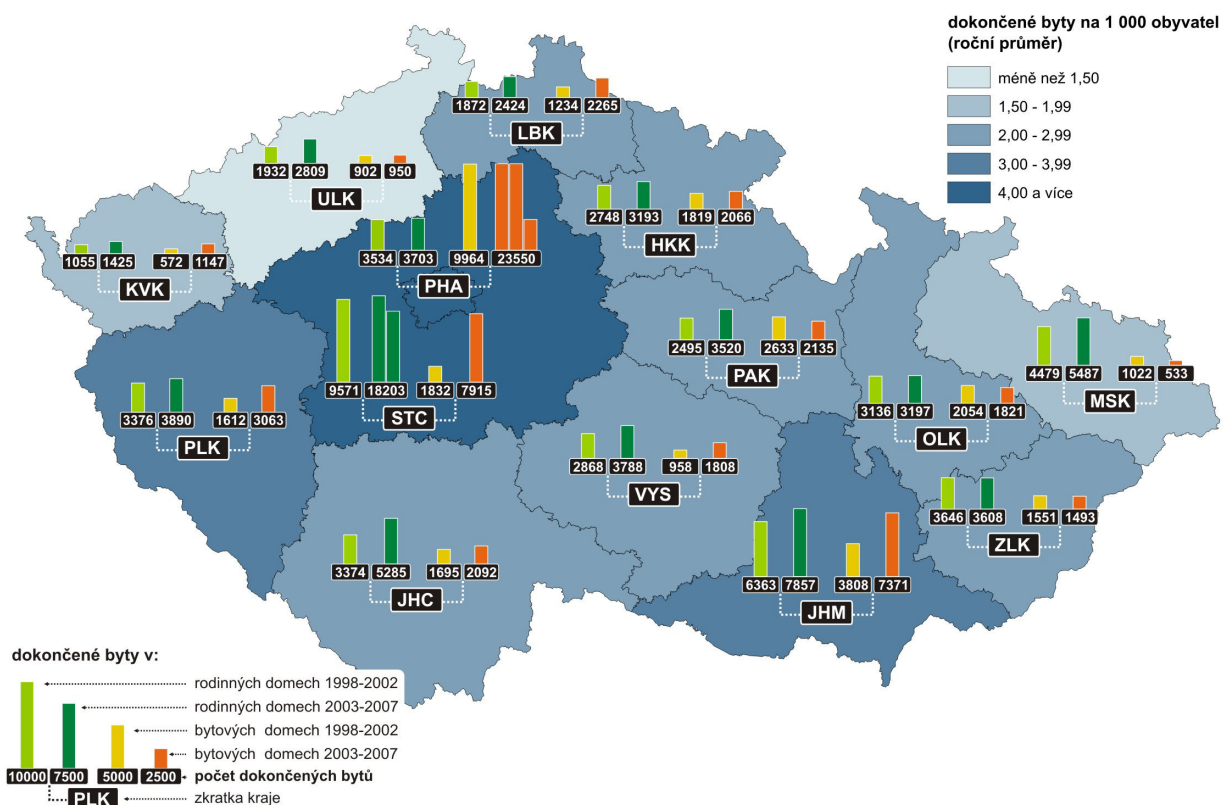 dokončené byty na 1 000 obyvatel
(roční průměr)
méně než 1,50
1,50 - 1,99
2,00 - 2,99
3,00 - 3,99
4,00 a více
1872 2424 1234 2265
LBK
1932 2809 902 950
ULK
2748 3193 1819 2066
HKK
3534 3703 9964 23550
PHA
1055 1425 572 1147
KVK
2495 3520 2633 2135
PAK
4479 5487 1022 533
MSK
9571 18203 1832 7915
STC
3376 3890 1612 3063
PLK
3136 3197 2054 1821
OLK
2868 3788 958 1808
VYS
3646 3608 1551 1493
ZLK
3374 5285 1695 2092
JHC
6363 7857 3808 7371
JHM
dokončené byty v:
rodinných domech 1998-2002
rodinných domech 2003-2007
bytových domech 1998-2002
bytových domech 2003-2007
10000 7500 5000 2500 počet dokončených bytů
PLK zkratka kraje